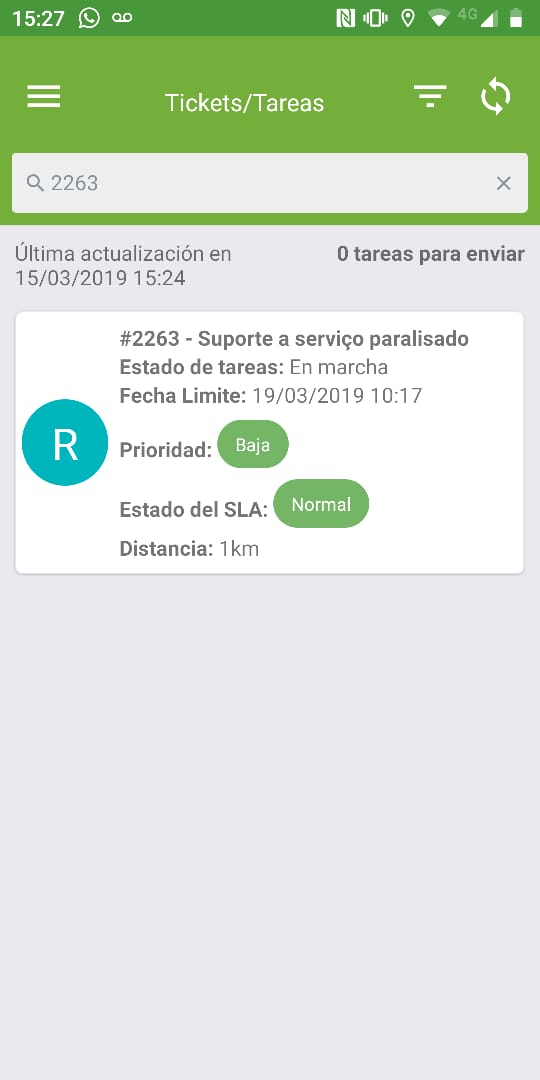 15:27
4G
Tickets/Tareas
2263
Última actualización en
15/03/2019 15:24
0 tareas para enviar
#2263 - Suporte a serviço paralisado
Estado de tareas: En marcha
Fecha Limite: 19/03/2019 10:17
R
Prioridad: Baja
Estado del SLA: Normal
Distancia: 1km